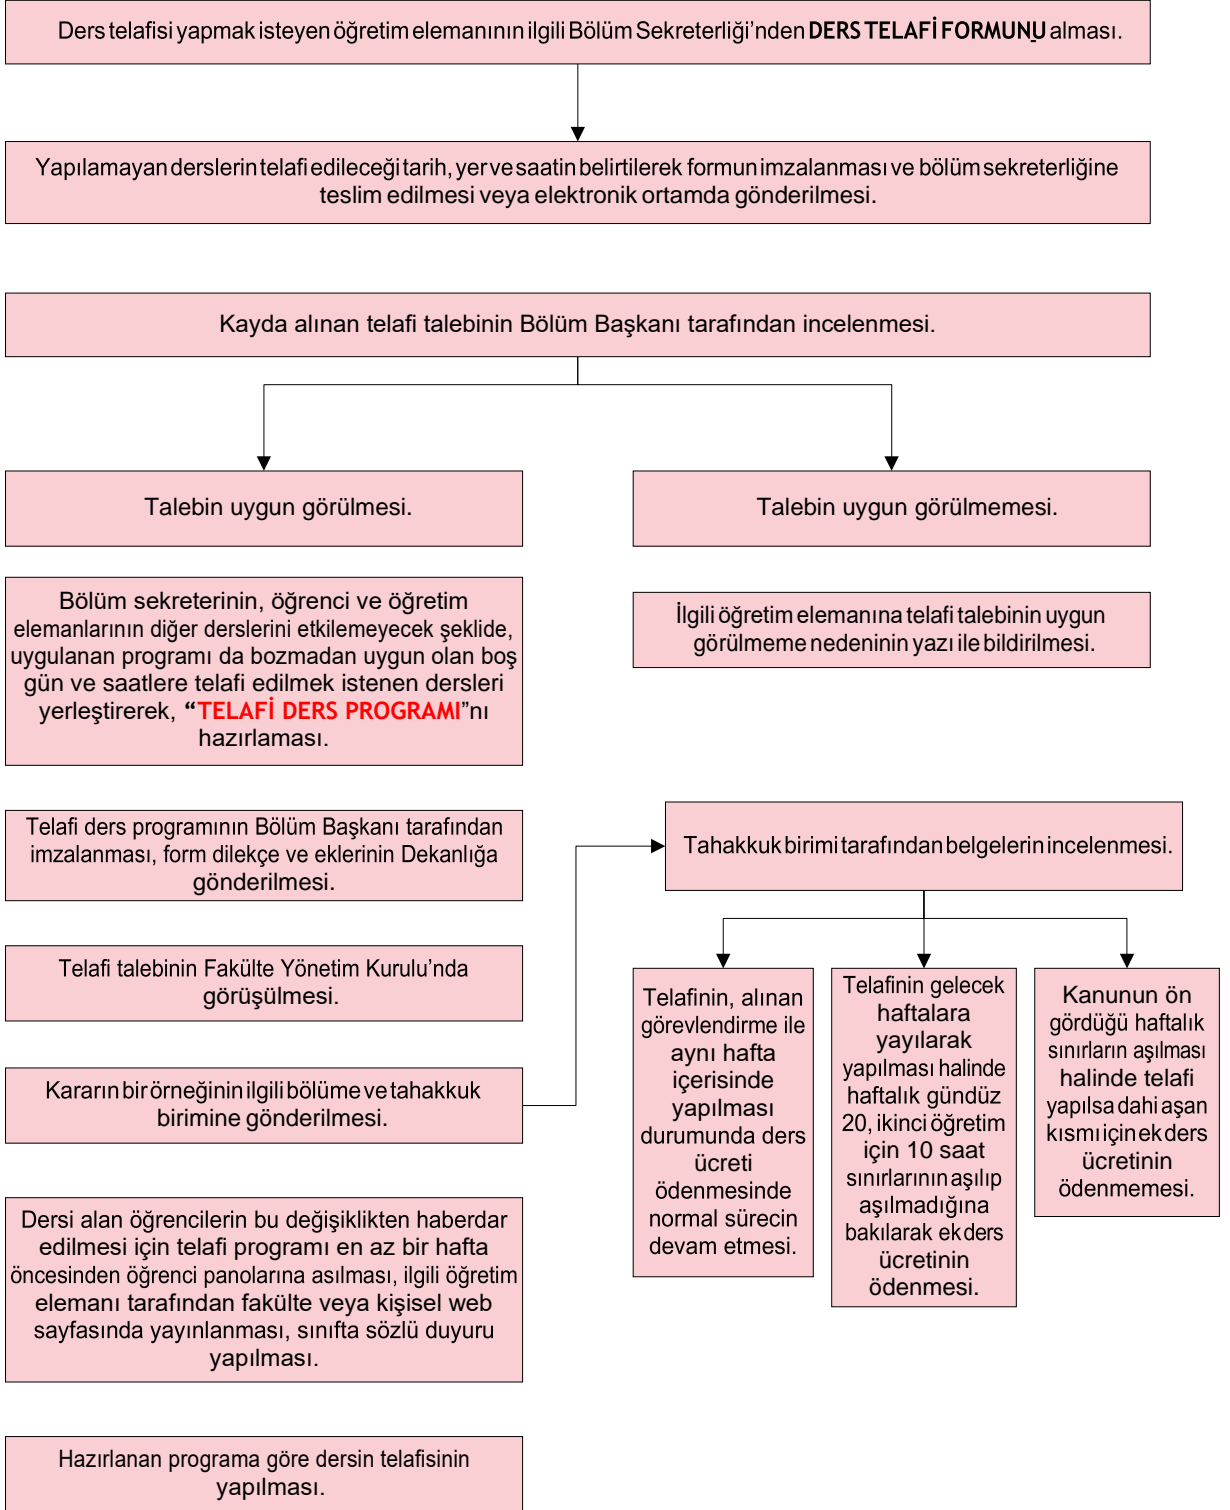 Ders telafisi yapmak isteyen öğretim elemanının ilgili Bölüm Sekreterliği’nden DERS TELAFİ FORMUNU alması.
Yapılamayan derslerin telafi edileceği tarih, yer ve saatin belirtilerek formun imzalanması ve bölüm sekreterliğine
teslim edilmesi veya elektronik ortamda gönderilmesi.
Kayda alınan telafi talebinin Bölüm Başkanı tarafından incelenmesi.
Talebin uygun görülmesi.
Talebin uygun görülmemesi.
Bölüm sekreterinin, öğrenci ve öğretim
elemanlarının diğer derslerini etkilemeyecek şeklide,
uygulanan programı da bozmadan uygun olan boş
gün ve saatlere telafi edilmek istenen dersleri
yerleştirerek, “TELAFİ DERS PROGRAMI”nı
hazırlaması.
İlgili öğretim elemanına telafi talebinin uygun
görülmeme nedeninin yazı ile bildirilmesi.
Telafi ders programının Bölüm Başkanı tarafından
imzalanması, form dilekçe ve eklerinin Dekanlığa
gönderilmesi.
Telafi talebinin Fakülte Yönetim Kurulu’nda
görüşülmesi.
Kararın bir örneğinin ilgili bölüme ve tahakkuk
birimine gönderilmesi.
Tahakkuk birimi tarafından belgelerin incelenmesi.
Telafinin, alınan
görevlendirme ile
aynı hafta
içerisinde
yapılması
durumunda ders
ücreti
ödenmesinde
normal sürecin
devam etmesi.
Telafinin gelecek
haftalara
yayılarak
yapılması halinde
haftalık gündüz
20, ikinci öğretim
için 10 saat
sınırlarının aşılıp
aşılmadığına
bakılarak ek ders
ücretinin
ödenmesi.
Kanunun ön
gördüğü haftalık
sınırların aşılması
halinde telafi
yapılsa dahi aşan
kısmı için ek ders
ücretinin
ödenmemesi.
Dersi alan öğrencilerin bu değişiklikten haberdar
edilmesi için telafi programı en az bir hafta
öncesinden öğrenci panolarına asılması, ilgili öğretim
elemanı tarafından fakülte veya kişisel web
sayfasında yayınlanması, sınıfta sözlü duyuru
yapılması.
Hazırlanan programa göre dersin telafisinin
yapılması.